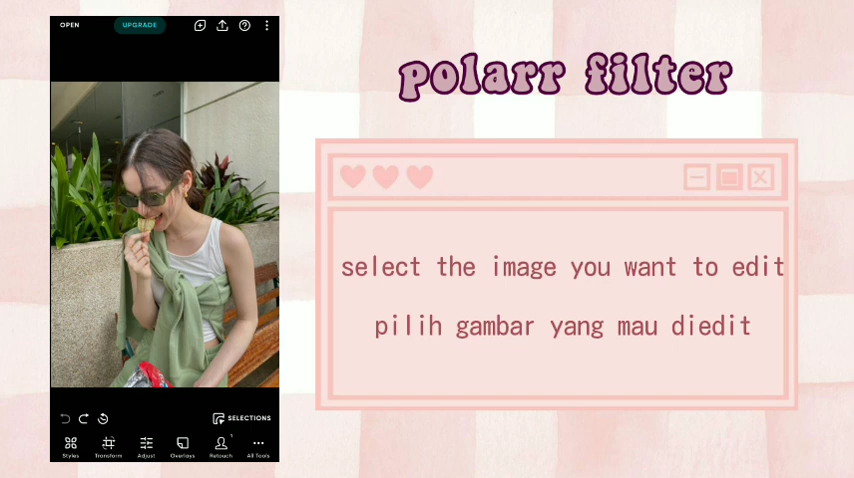 OPEN
UPGRADE
polarr filter
select the image you want to edit
pilih gambar yang mau diedit
SELECTIONS
1
Styles
Transform
Adjust
Overlays
Retouch
All Tools